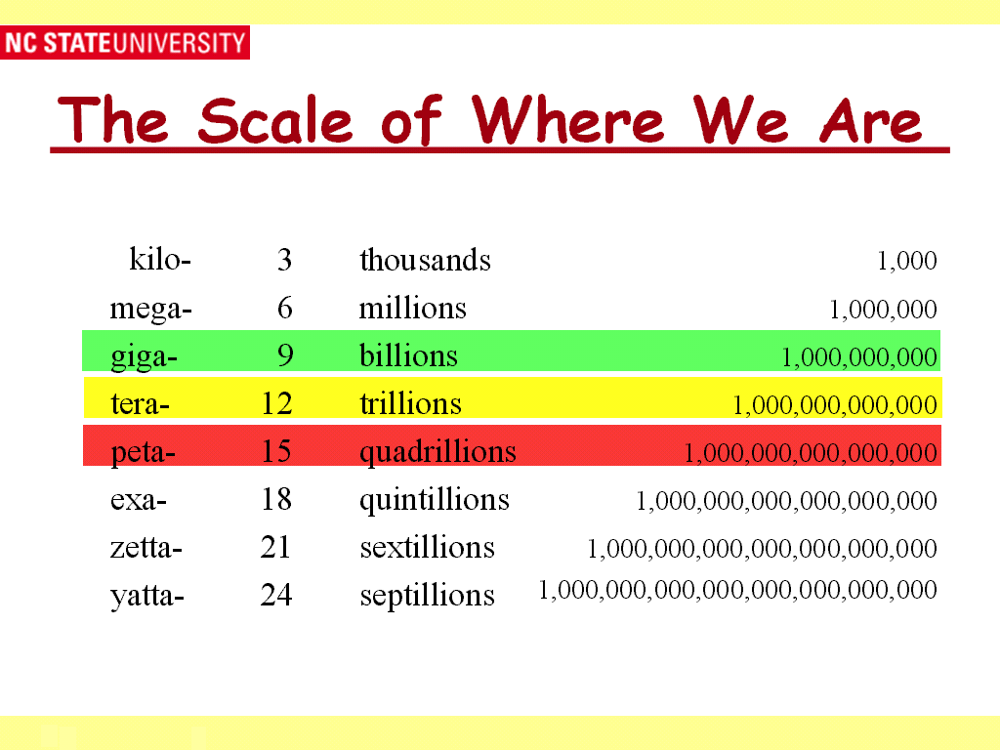 NC STATE UNIVERSITY
The Scale of Where We Are
kilo- 3 thousands 1,000
mega- 6 millions 1,000,000
giga- 9 billions 1,000,000,000
tera- 12 trillions 1,000,000,000,000
peta- 15 quadrillions 1,000,000,000,000,000
exa- 18 quintillions 1,000,000,000,000,000,000
zetta- 21 sextillions 1,000,000,000,000,000,000,000
yatta- 24 septillions 1,000,000,000,000,000,000,000,000